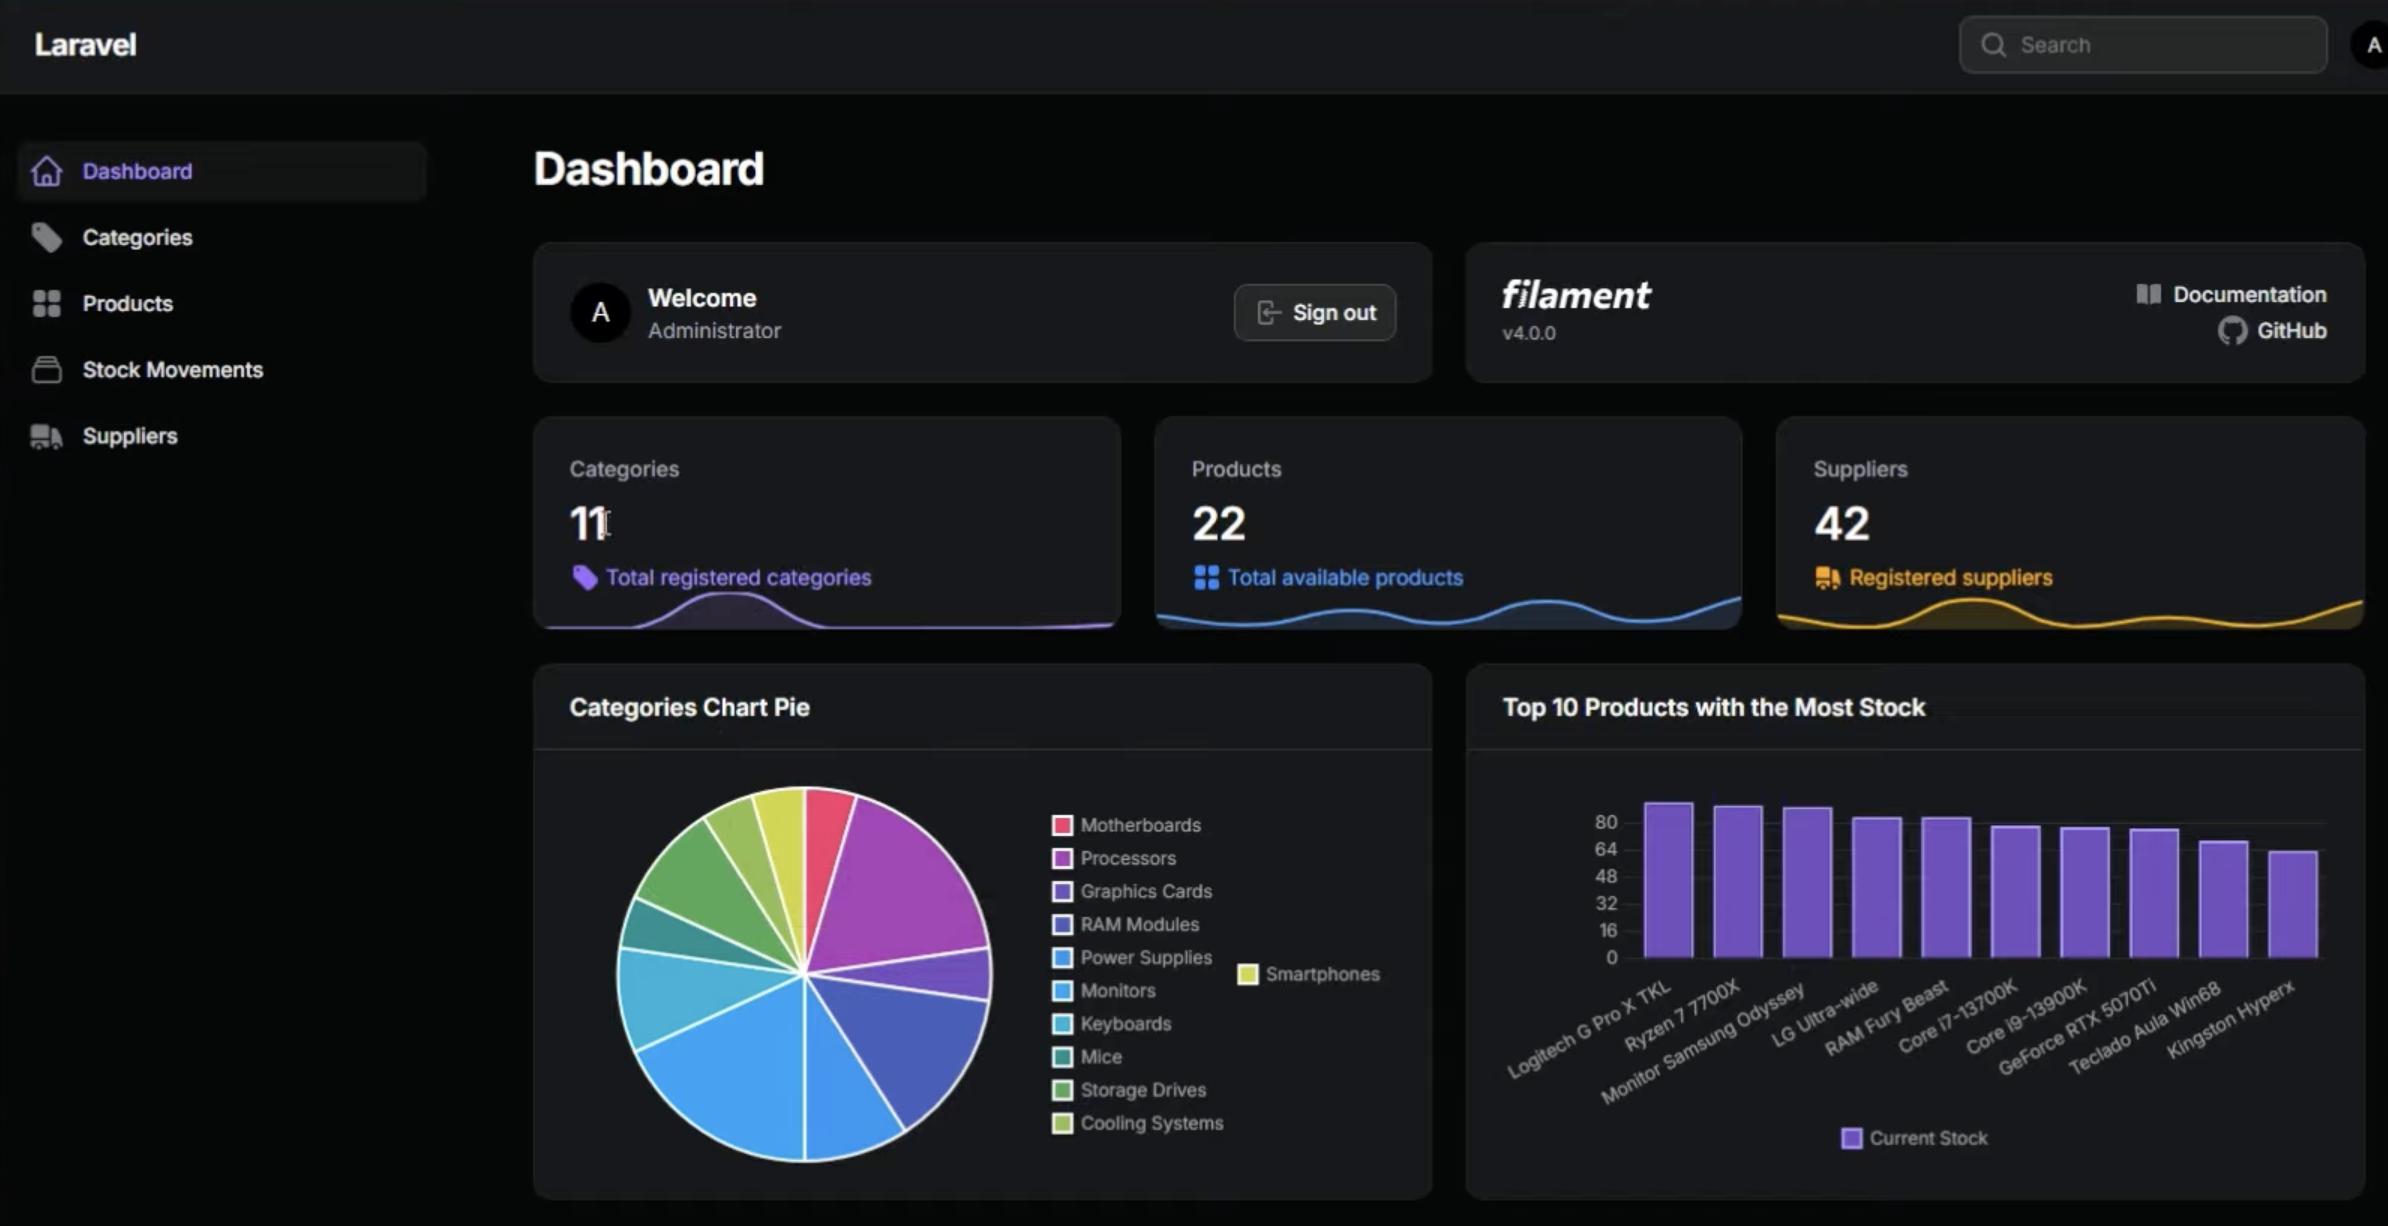 Laravel
Search
A
Dashboard
Categories
Products
Stock Movements
Suppliers
Dashboard
A
Welcome
Administrator
Sign out
filament
v4.0.0
Documentation
GitHub
Categories
11
Total registered categories
Products
22
Total available products
Suppliers
42
Registered suppliers
Categories Chart Pie
Motherboards
Processors
Graphics Cards
RAM Modules
Power Supplies
Monitors
Keyboards
Mice
Storage Drives
Cooling Systems
Smartphones
Top 10 Products with the Most Stock
80
64
48
32
16
0
Logitech G Pro X TKL
Ryzen 7 7700X
Monitor Samsung Odyssey
LG Ultra-wide
RAM Fury Beast
Core i7-13700K
Core i9-13900K
GeForce RTX 5070Ti
Teclado Aula Win68
Kingston Hyperx
Current Stock